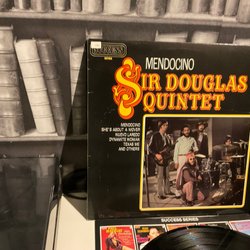 SUCCESS
MENDOCINO
SIR DOUGLAS
QUINTET
MENDOCINO
SHE'S ABOUT A MOVER
NUEVO LAREDO
DYNAMITE WOMAN
TEXAS ME
AND OTHERS
SUCCESS SERIES